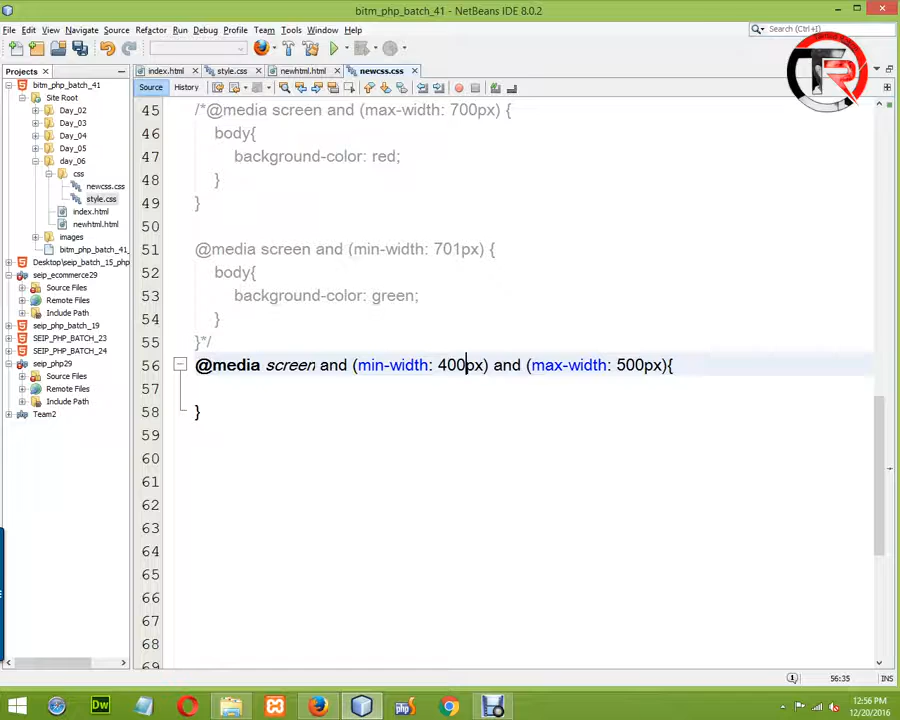 bitm_php_batch_41 - NetBeans IDE 8.0.2
File Edit View Navigate Source Refactor Run Debug Profile Team Tools Window Help
Search (Ctrl+I)
Projects
index.html style.css newhtml.html newcss.css
Source History
bitm_php_batch_41
Site Root
Day_02
Day_03
Day_04
Day_05
day_06
css
newcss.css
style.css
index.html
newhtml.html
images
bitm_php_batch_41_
Desktop\seip_batch_15_php
seip_ecommerce29
Source Files
Remote Files
Include Path
seip_php_batch_19
SEIP_PHP_BATCH_23
SEIP_PHP_BATCH_24
seip_php29
Source Files
Remote Files
Include Path
Team2
45 /*@media screen and (max-width: 700px) {
46 body{
47 background-color: red;
48 }
49 }
50
51 @media screen and (min-width: 701px) {
52 body{
53 background-color: green;
54 }
55 }*/
56 @media screen and (min-width: 400px) and (max-width: 500px){
57
58 }
59
60
61
62
63
64
65
66
67
68
69
TR
56:35 INS
Dw
php
12:56 PM
12/20/2016